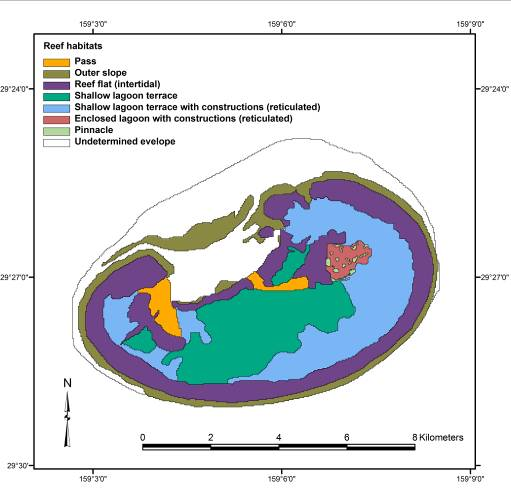 159°3'0" 159°6'0" 159°9'0"
Reef habitats
Pass
Outer slope
Reef flat (intertidal)
Shallow lagoon terrace
Shallow lagoon terrace with constructions (reticulated)
Enclosed lagoon with constructions (reticulated)
Pinnacle
Undetermined evelope
29°24'0" 29°24'0"
29°27'0" 29°27'0"
N
0 2 4 6 8 Kilometers
29°30' 29°30'0"
159°3'0" 159°6'0" 159°9'0"